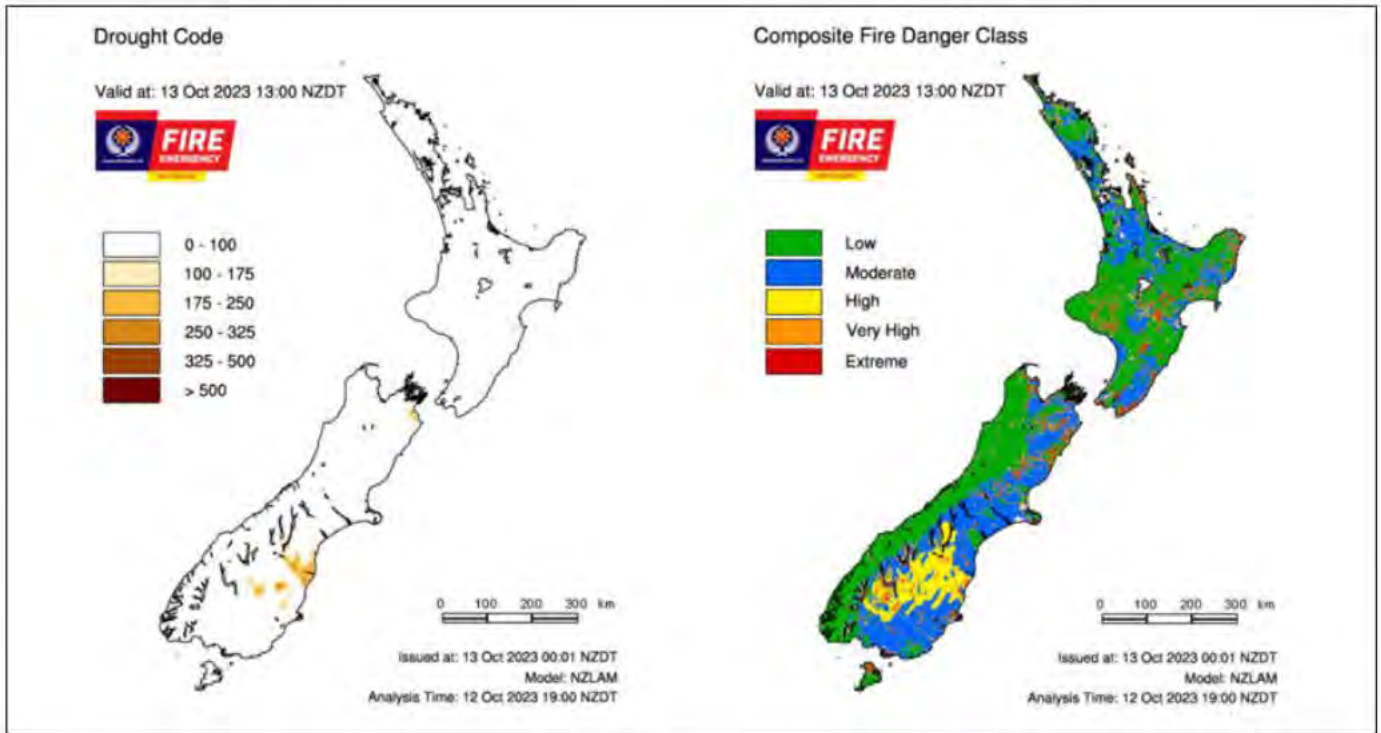 Drought Code
Valid at: 13 Oct 2023 13:00 NZDT
FIRE
EMERGENCY
0 - 100
100 - 175
175 - 250
250 - 325
325 - 500
> 500
0 100 200 300 km
Issued at: 13 Oct 2023 00:01 NZDT
Model: NZLAM
Analysis Time: 12 Oct 2023 19:00 NZDT
Composite Fire Danger Class
Valid at: 13 Oct 2023 13:00 NZDT
FIRE
EMERGENCY
Low
Moderate
High
Very High
Extreme
0 100 200 300 km
Issued at: 13 Oct 2023 00:01 NZDT
Model: NZLAM
Analysis Time: 12 Oct 2023 19:00 NZDT